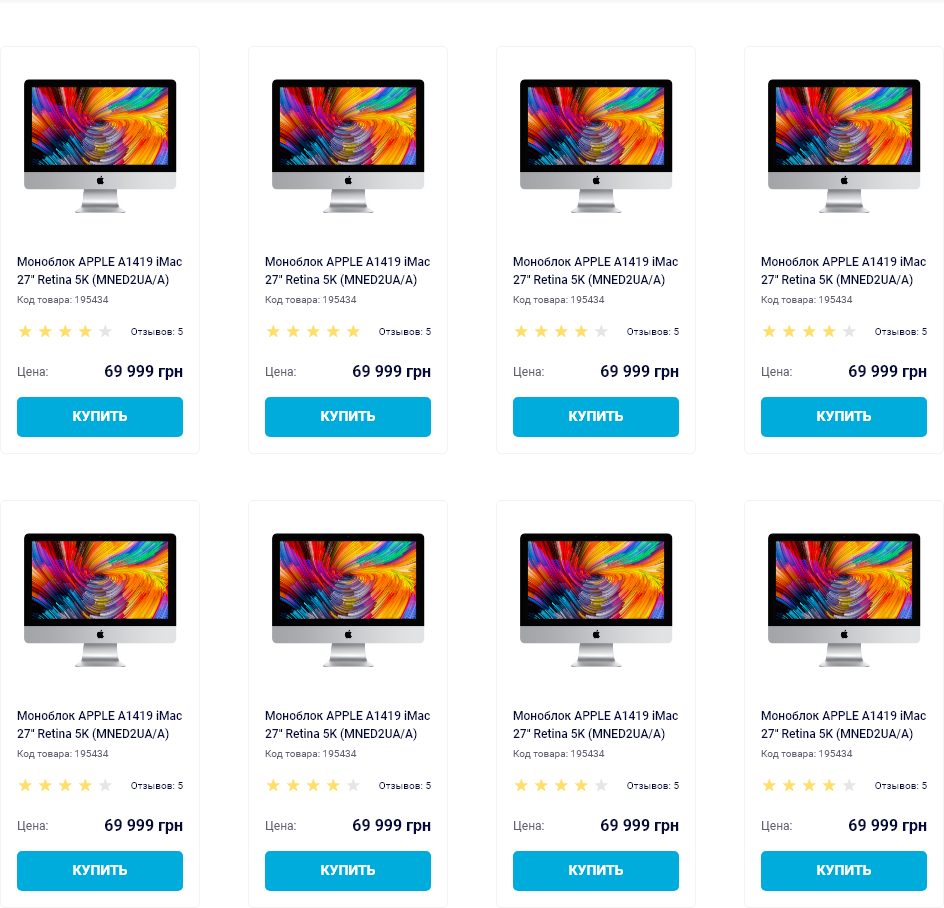 Моноблок APPLE A1419 iMac
27" Retina 5K (MNED2UA/A)
Код товара: 195434
Отзывов: 5
Цена: 69 999 грн
КУПИТЬ
Моноблок APPLE A1419 iMac
27" Retina 5K (MNED2UA/A)
Код товара: 195434
Отзывов: 5
Цена: 69 999 грн
КУПИТЬ
Моноблок APPLE A1419 iMac
27" Retina 5K (MNED2UA/A)
Код товара: 195434
Отзывов: 5
Цена: 69 999 грн
КУПИТЬ
Моноблок APPLE A1419 iMac
27" Retina 5K (MNED2UA/A)
Код товара: 195434
Отзывов: 5
Цена: 69 999 грн
КУПИТЬ
Моноблок APPLE A1419 iMac
27" Retina 5K (MNED2UA/A)
Код товара: 195434
Отзывов: 5
Цена: 69 999 грн
КУПИТЬ
Моноблок APPLE A1419 iMac
27" Retina 5K (MNED2UA/A)
Код товара: 195434
Отзывов: 5
Цена: 69 999 грн
КУПИТЬ
Моноблок APPLE A1419 iMac
27" Retina 5K (MNED2UA/A)
Код товара: 195434
Отзывов: 5
Цена: 69 999 грн
КУПИТЬ
Моноблок APPLE A1419 iMac
27" Retina 5K (MNED2UA/A)
Код товара: 195434
Отзывов: 5
Цена: 69 999 грн
КУПИТЬ